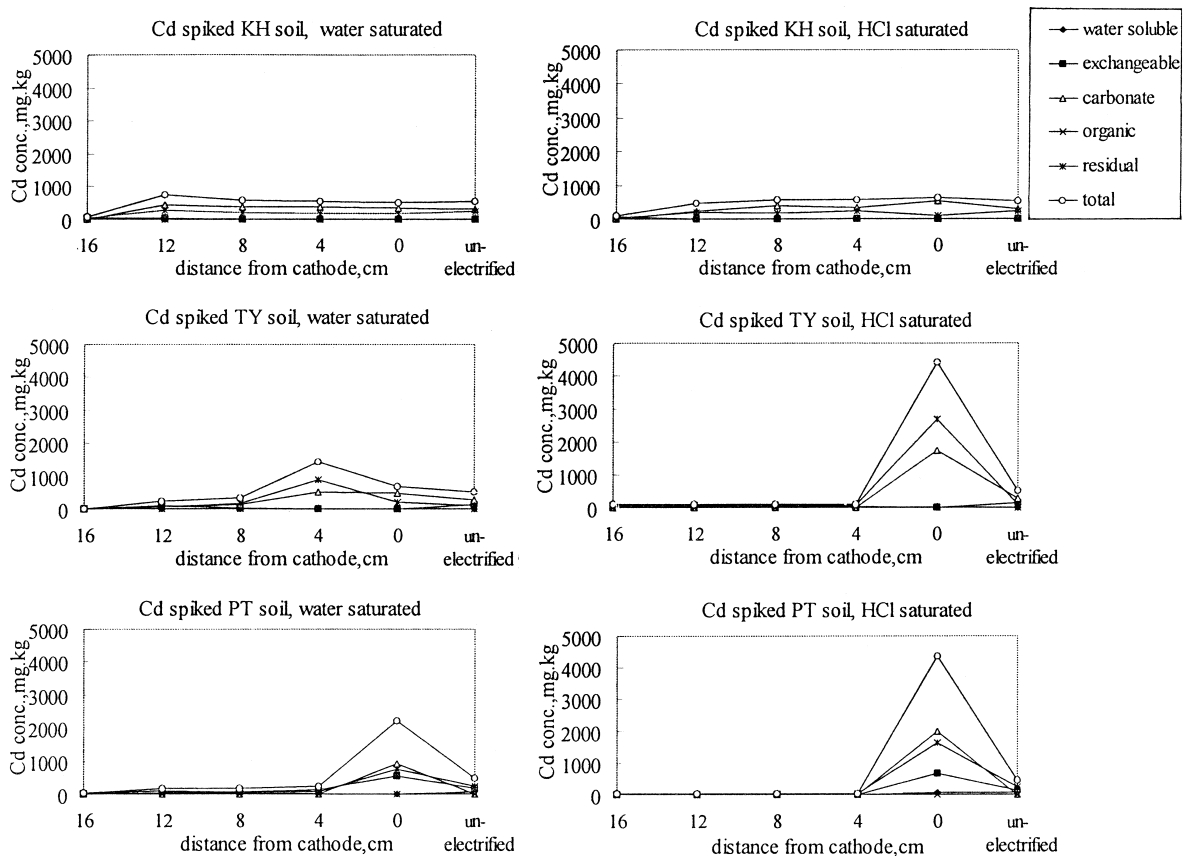 Cd spiked KH soil, water saturated
Cd conc.,mg.kg
5000
4000
3000
2000
1000
0
16 12 8 4 0 un-electrified
distance from cathode,cm
Cd spiked KH soil, HCl saturated
Cd conc.,mg.kg
5000
4000
3000
2000
1000
0
16 12 8 4 0 un-electrified
distance from cathode,cm
water soluble
exchangeable
carbonate
organic
residual
total
Cd spiked TY soil, water saturated
Cd conc.,mg.kg
5000
4000
3000
2000
1000
0
16 12 8 4 0 un-electrified
distance from cathode,cm
Cd spiked TY soil, HCl saturated
Cd conc.,mg.kg
5000
4000
3000
2000
1000
0
16 12 8 4 0 un-electrified
distance from cathode,cm
Cd spiked PT soil, water saturated
Cd conc.,mg.kg
5000
4000
3000
2000
1000
0
16 12 8 4 0 un-electrified
distance from cathode,cm
Cd spiked PT soil, HCl saturated
Cd conc.,mg.kg
5000
4000
3000
2000
1000
0
16 12 8 4 0 un-electrified
distance from cathode,cm